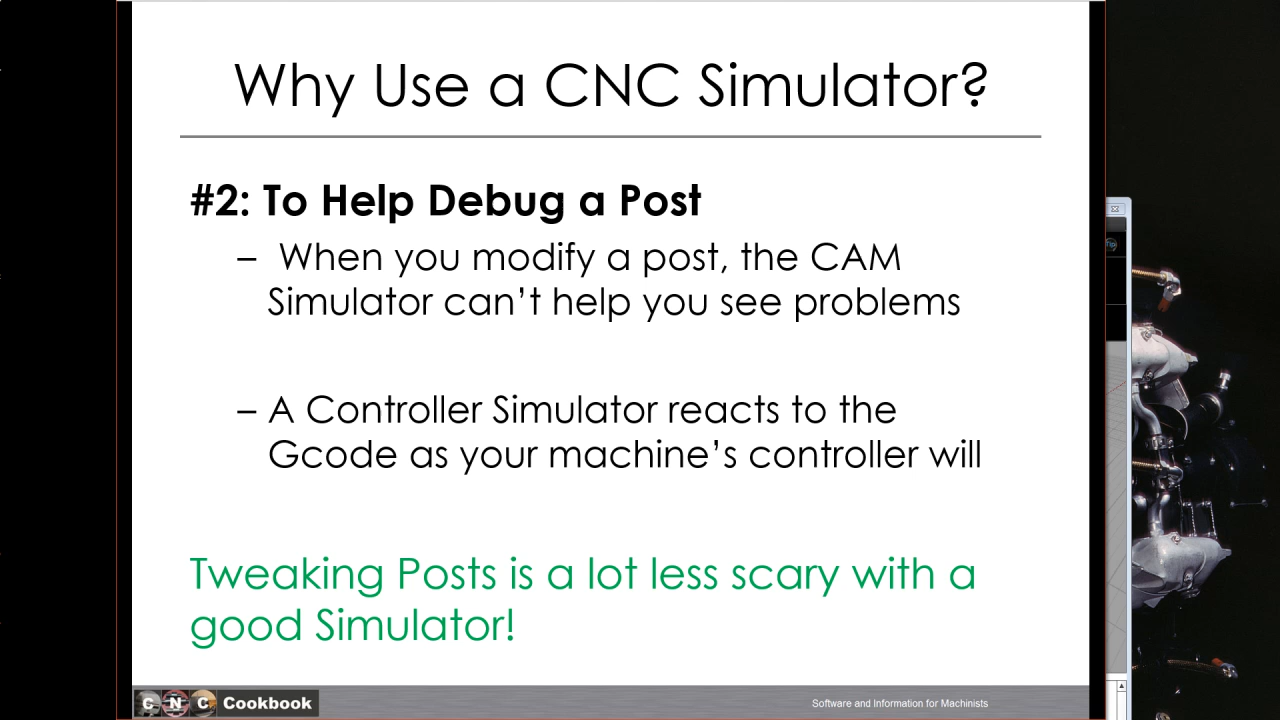 Why Use a CNC Simulator?
#2: To Help Debug a Post
– When you modify a post, the CAM
Simulator can’t help you see problems
– A Controller Simulator reacts to the
Gcode as your machine’s controller will
Tweaking Posts is a lot less scary with a
good Simulator!
CNC Cookbook
Software and Information for Machinists
Tip